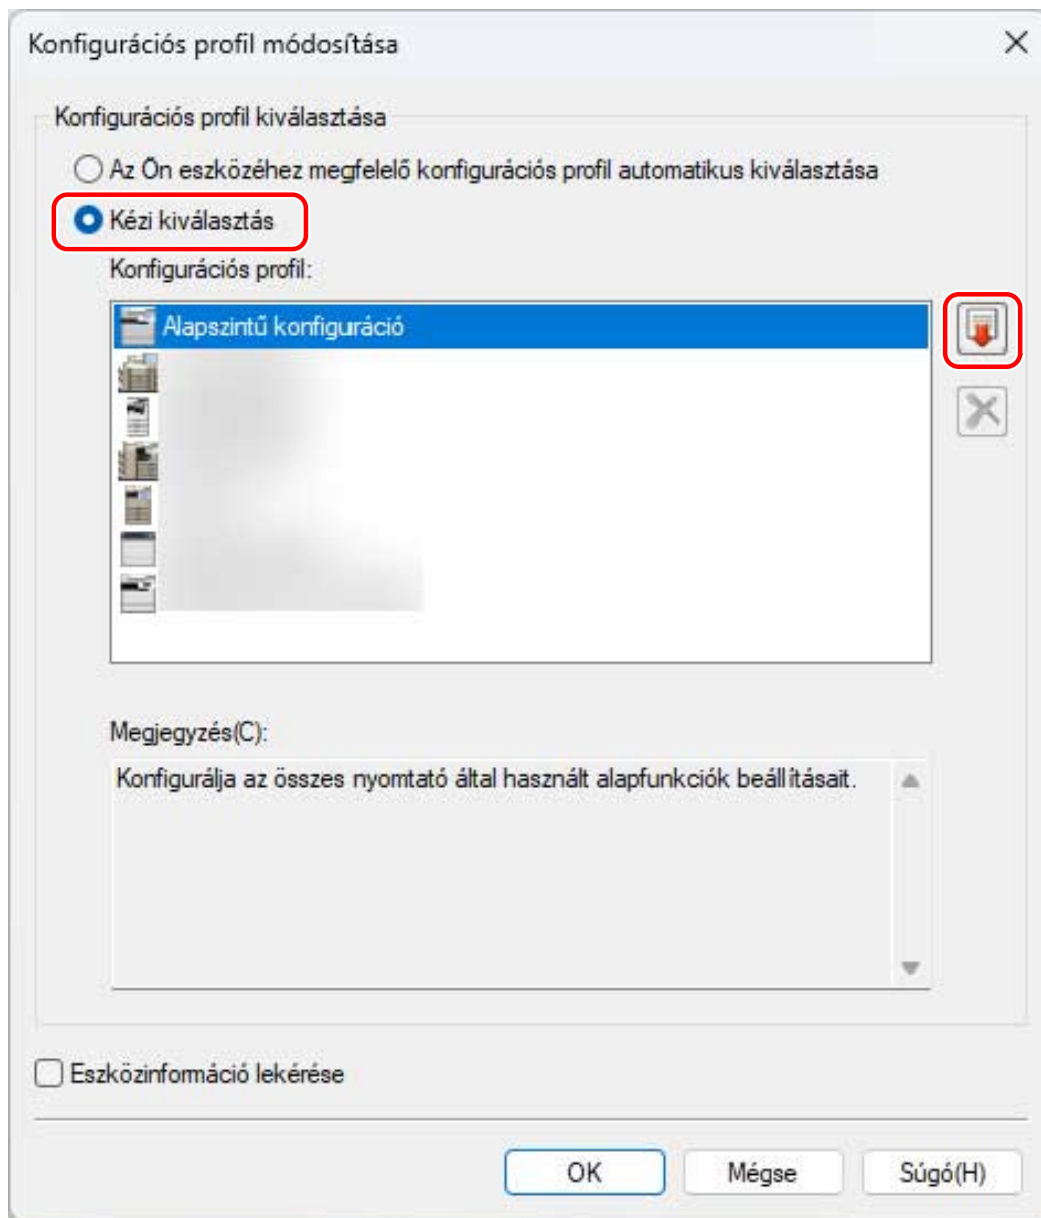 Konfigurációs profil módosítása
Konfigurációs profil kiválasztása
Az Ön eszközéhez megfelelő konfigurációs profil automatikus kiválasztása
Kézi kiválasztás
Konfigurációs profil:
Alapszintű konfiguráció
Megjegyzés(C):
Konfigurálja az összes nyomtató által használt alapfunkciók beállításait.
Eszközinformáció lekérése
OK
Mégse
Súgó(H)